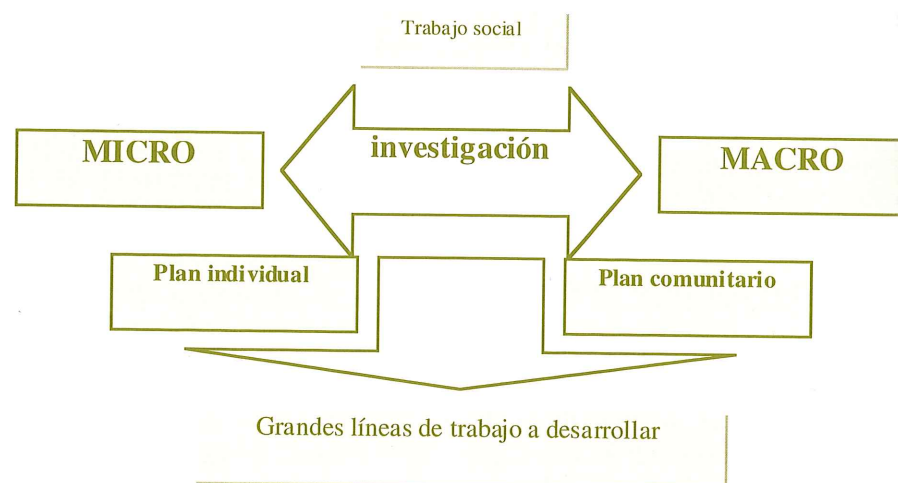 Trabajo social
MICRO
investigación
MACRO
Plan individual
Plan comunitario
Grandes líneas de trabajo a desarrollar